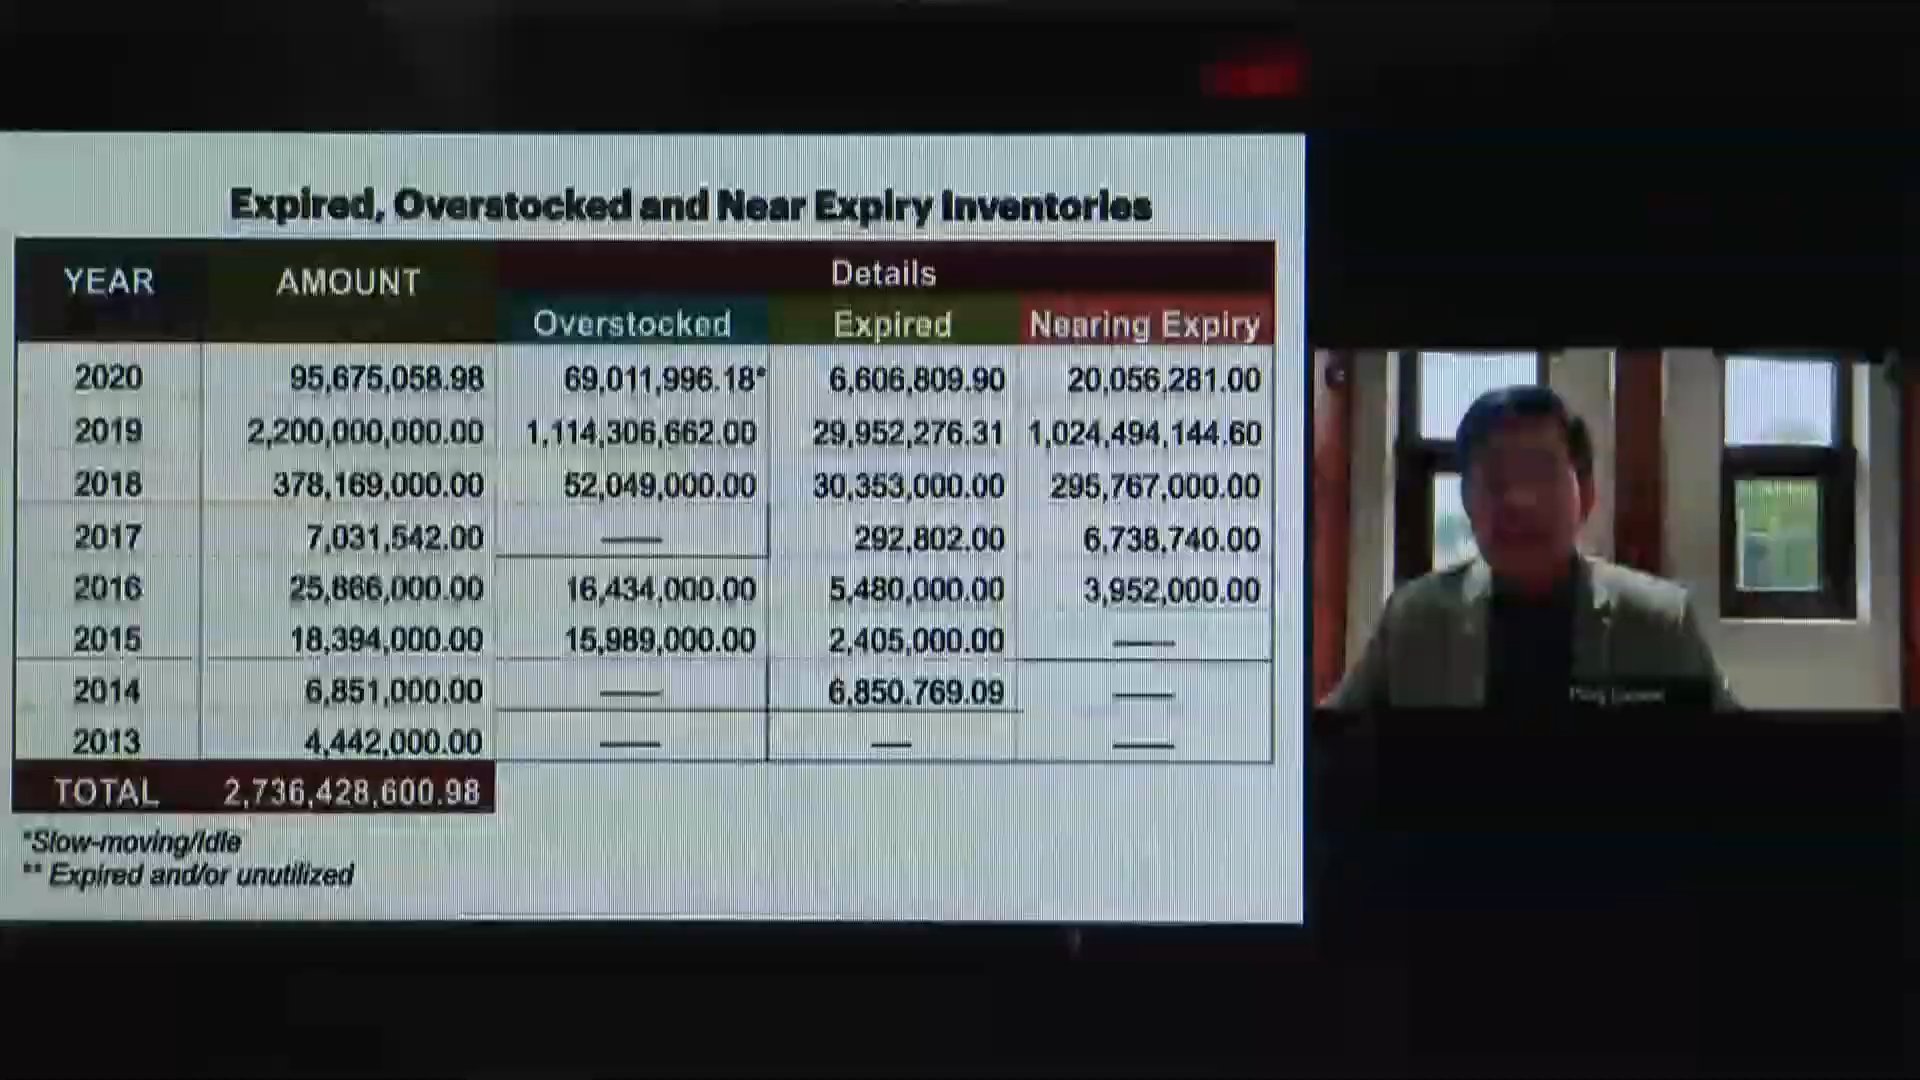 Expired, Overstocked and Near Expiry Inventories
YEAR AMOUNT Details
Overstocked Expired Nearing Expiry
2020 95,675,058.98 69,011,996.18* 6,606,809.90 20,056,281.00
2019 2,200,000,000.00 1,114,306,662.00 29,952,276.31 1,024,494,144.60
2018 378,169,000.00 52,049,000.00 30,353,000.00 295,767,000.00
2017 7,031,542.00 — 292,802.00 6,738,740.00
2016 25,866,000.00 16,434,000.00 5,480,000.00 3,952,000.00
2015 18,394,000.00 15,989,000.00 2,405,000.00 —
2014 6,851,000.00 — 6,850,769.09 —
2013 4,442,000.00 — — —
TOTAL 2,736,428,600.98
*Slow-moving/Idle
** Expired and/or unutilized